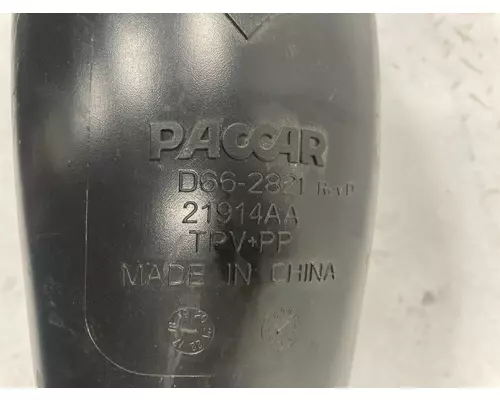 PACCAR
D66-2821
21914AA
TPV+PP
MADE IN CHINA